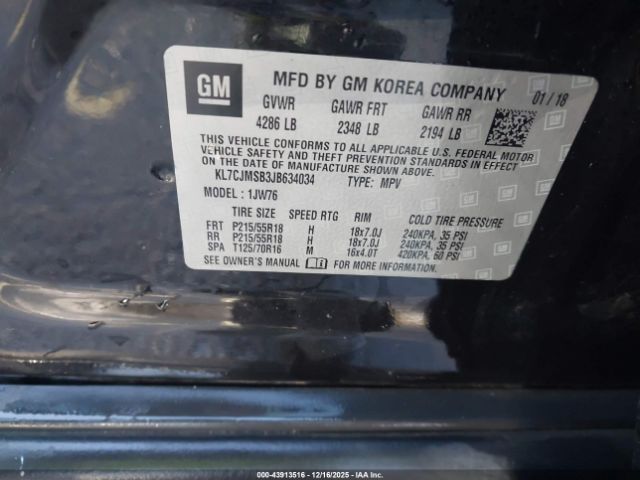 GM
MFD BY GM KOREA COMPANY 01/18
GVWR GAWR FRT GAWR RR
4286 LB 2348 LB 2194 LB
THIS VEHICLE CONFORMS TO ALL APPLICABLE U.S. FEDERAL MOTOR
VEHICLE SAFETY AND THEFT PREVENTION STANDARDS IN
EFFECT ON THE DATE OF MANUFACTURE SHOWN ABOVE.
KL7CJMSB3JB634034 TYPE: MPV
MODEL: 1JW76
TIRE SIZE SPEED RTG RIM COLD TIRE PRESSURE
FRT P215/55R18 H 18x7.0J 240KPA, 35 PSI
RR P215/55R18 H 18x7.0J 240KPA, 35 PSI
SPA T125/70R16 M 16x4.0T 420KPA, 60 PSI
SEE OWNER'S MANUAL FOR MORE INFORMATION.
000-43913516 - 12/16/2025 - IAA Inc.